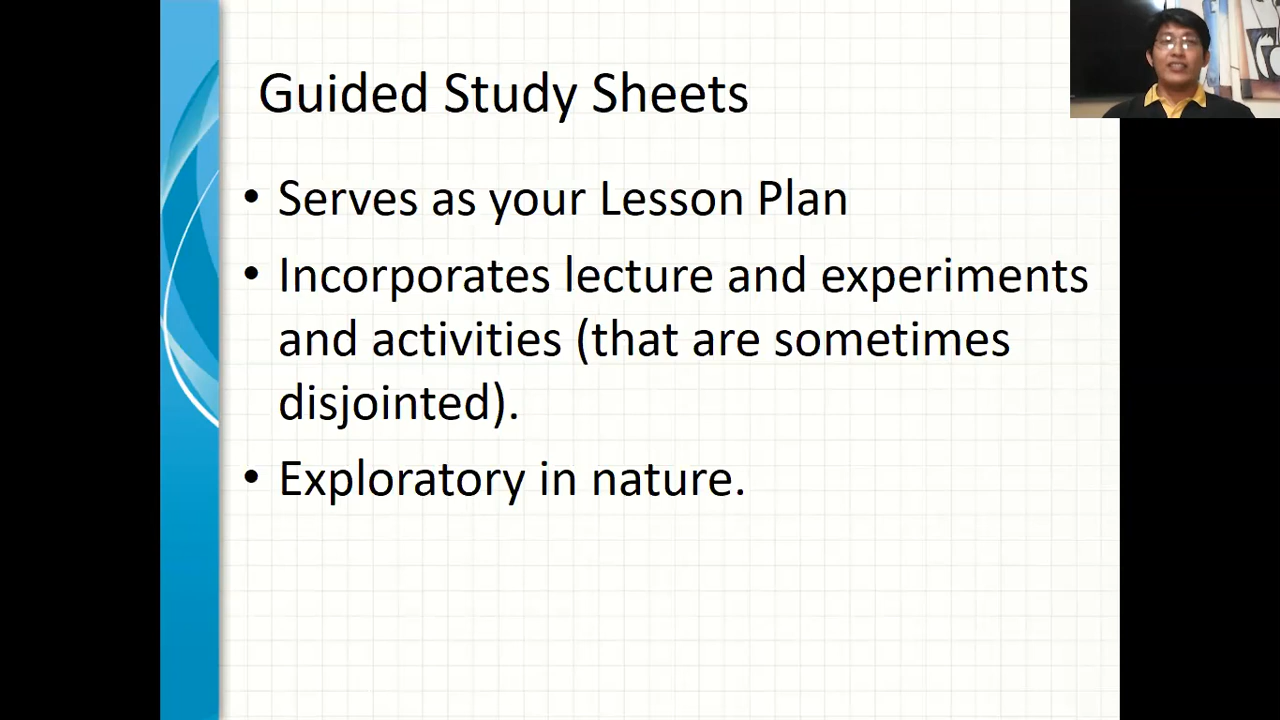 Guided Study Sheets
• Serves as your Lesson Plan
• Incorporates lecture and experiments
and activities (that are sometimes
disjointed).
• Exploratory in nature.